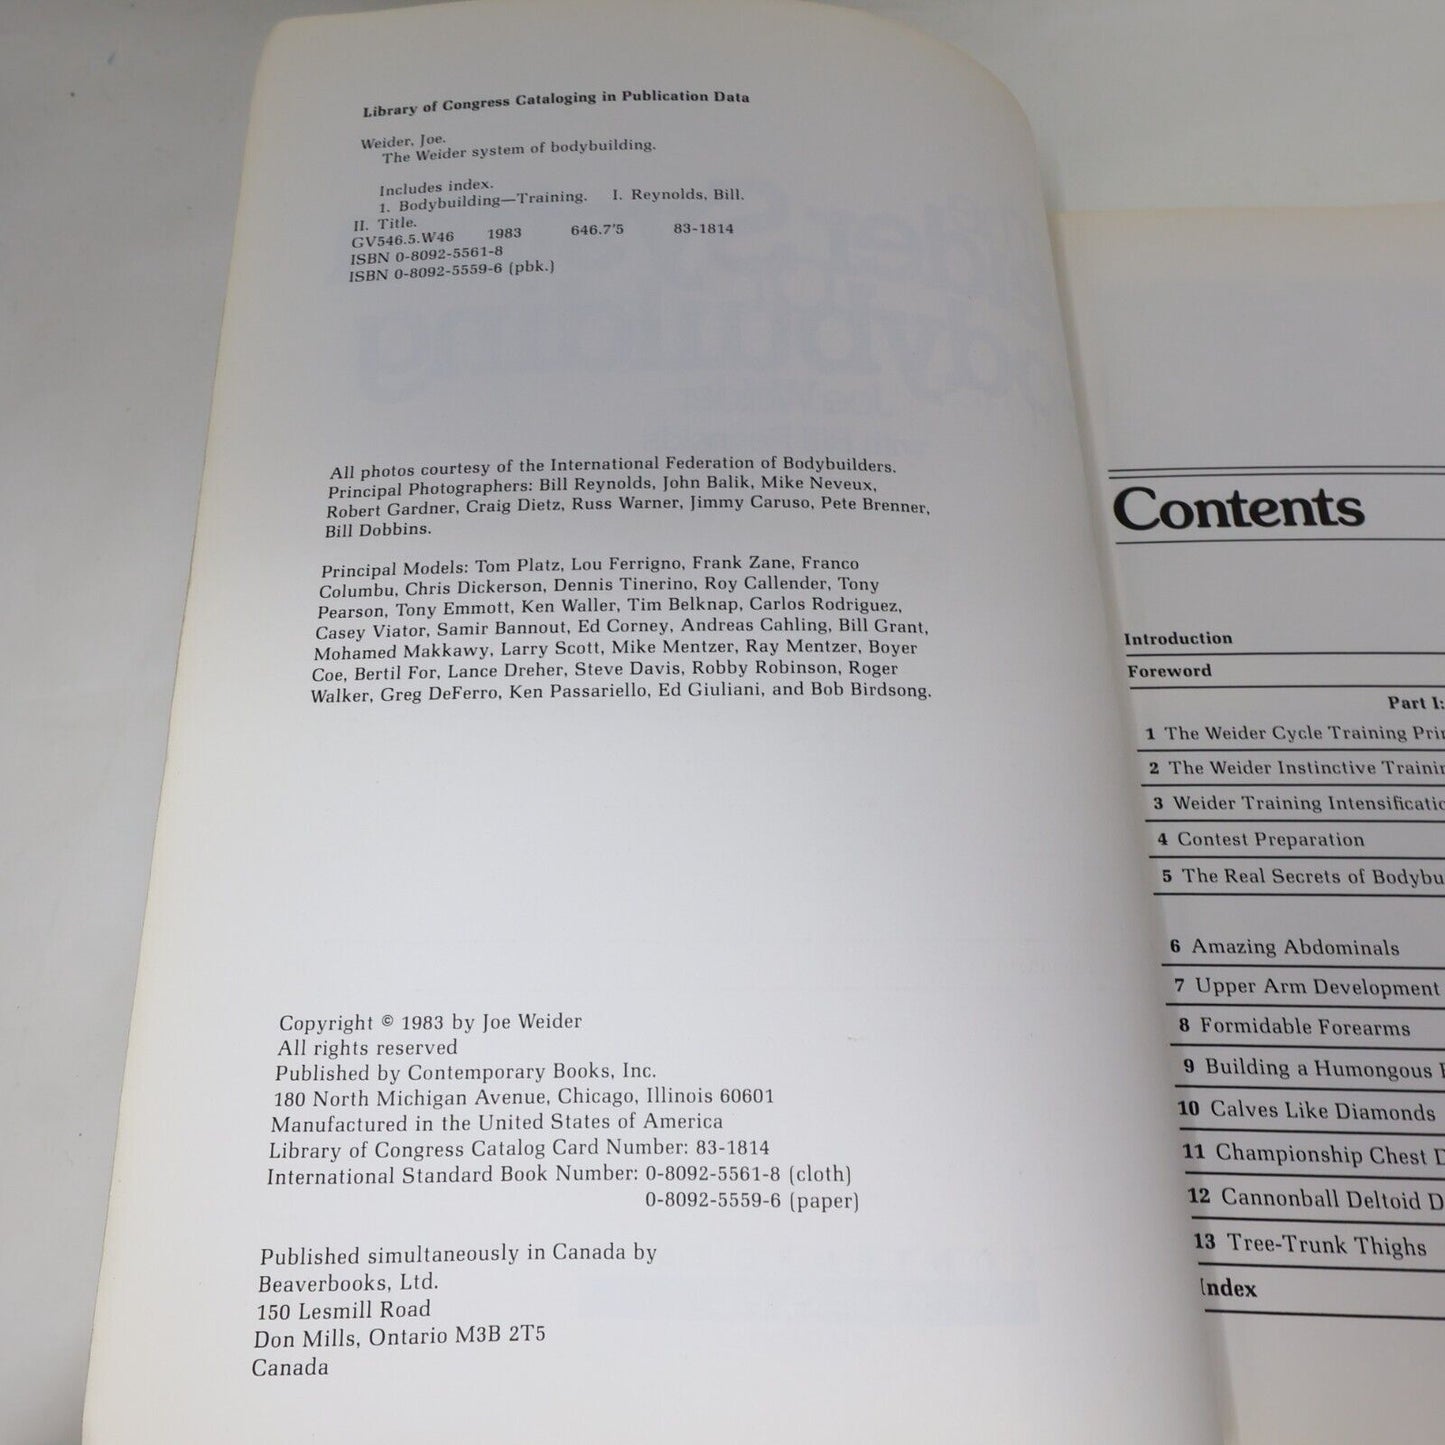 Library of Congress Cataloging in Publication Data
Weider, Joe.
The Weider system of bodybuilding.
Includes index.
1. Bodybuilding—Training. I. Reynolds, Bill.
II. Title.
GV546.5.W46 1983 646.7'5 83-1814
ISBN 0-8092-5561-8
ISBN 0-8092-5559-6 (pbk.)
All photos courtesy of the International Federation of Bodybuilders.
Principal Photographers: Bill Reynolds, John Balik, Mike Neveux,
Robert Gardner, Craig Dietz, Russ Warner, Jimmy Caruso, Pete Brenner,
Bill Dobbins.
Principal Models: Tom Platz, Lou Ferrigno, Frank Zane, Franco
Columbu, Chris Dickerson, Dennis Tinerino, Roy Callender, Tony
Pearson, Tony Emmott, Ken Waller, Tim Belknap, Carlos Rodriguez,
Casey Viator, Samir Bannout, Ed Corney, Andreas Cahling, Bill Grant,
Mohamed Makkawy, Larry Scott, Mike Mentzer, Ray Mentzer, Boyer
Coe, Bertil For, Lance Dreher, Steve Davis, Robby Robinson, Roger
Walker, Greg DeFerro, Ken Passariello, Ed Giuliani, and Bob Birdsong.
Copyright © 1983 by Joe Weider
All rights reserved
Published by Contemporary Books, Inc.
180 North Michigan Avenue, Chicago, Illinois 60601
Manufactured in the United States of America
Library of Congress Catalog Card Number: 83-1814
International Standard Book Number: 0-8092-5561-8 (cloth)
0-8092-5559-6 (paper)
Published simultaneously in Canada by
Beaverbooks, Ltd.
150 Lesmill Road
Don Mills, Ontario M3B 2T5
Canada
Contents
Introduction
Foreword
Part I:
1 The Weider Cycle Training
2 The Weider Instinctive
3 Weider Training
4 Contest Preparation
5 The Real Secrets of
6 Amazing Abdominals
7 Upper Arm Development
8 Formidable Forearms
9 Building a Humongous
10 Calves Like Diamonds
11 Championship Chest
12 Cannonball Deltoid
13 Tree-Trunk Thighs
Index